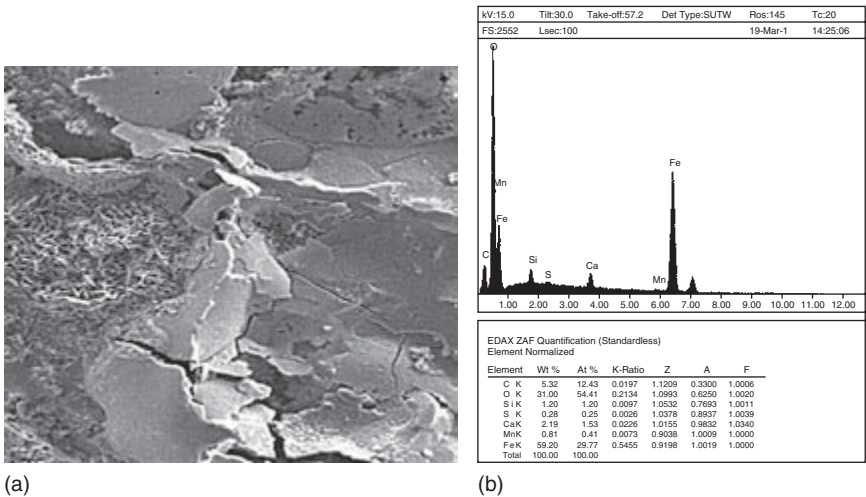 kV:15.0 Tilt:30.0 Take-off:57.2 Det Type:SUTW Ros:145 Tc:20
FS:2552 Lsec:100 19-Mar-1 14:25:06
O
Mn
Fe
C
Si
S
Ca
Mn
Fe
1.00 2.00 3.00 4.00 5.00 6.00 7.00 8.00 9.00 10.00 11.00 12.00
EDAX ZAF Quantification (Standardless)
Element Normalized
Element Wt % At % K-Ratio Z A F
C K 5.32 12.43 0.0197 1.1209 0.3300 1.0006
O K 31.00 54.41 0.2134 1.0993 0.6250 1.0020
SiK 1.20 1.20 0.0097 1.0532 0.7693 1.0011
S K 0.28 0.25 0.0026 1.0378 0.8937 1.0039
CaK 2.19 1.53 0.0226 1.0155 0.9832 1.0340
MnK 0.81 0.41 0.0073 0.9038 1.0009 1.0000
FeK 59.20 29.77 0.5455 0.9198 1.0019 1.0000
Total 100.00 100.00
(a) (b)